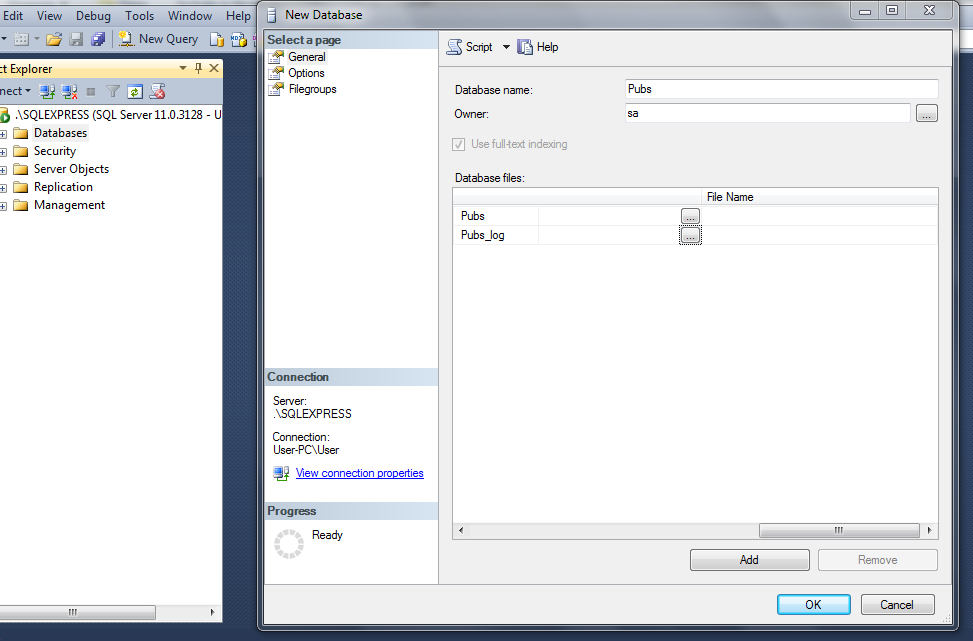 Edit View Debug Tools Window Help
New Query
ct Explorer
nect
.\SQLEXPRESS (SQL Server 11.0.3128 - U
Databases
Security
Server Objects
Replication
Management
New Database
Select a page
General
Options
Filegroups
Connection
Server:
.\SQLEXPRESS
Connection:
User-PC\User
View connection properties
Progress
Ready
Script Help
Database name: Pubs
Owner: sa ...
Use full-text indexing
Database files:
File Name
Pubs ...
Pubs_log ...
Add Remove
OK Cancel